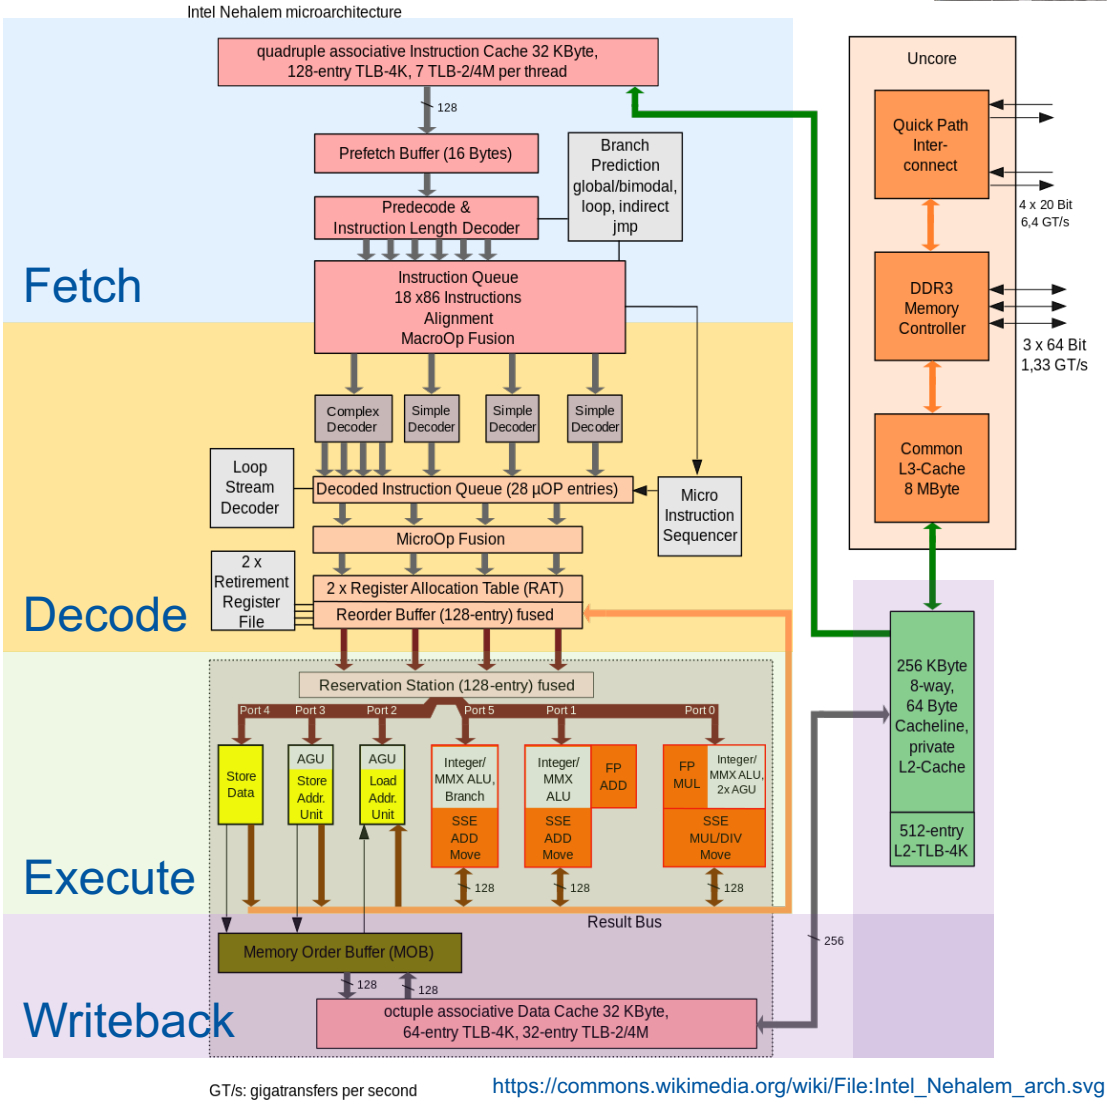 Intel Nehalem microarchitecture
quadruple associative Instruction Cache 32 KByte,
128-entry TLB-4K, 7 TLB-2/4M per thread
128
Prefetch Buffer (16 Bytes)
Predecode &
Instruction Length Decoder
Branch
Prediction
global/bimodal,
loop, indirect
jmp
Fetch
Instruction Queue
18 x86 Instructions
Alignment
MacroOp Fusion
Complex
Decoder
Simple
Decoder
Simple
Decoder
Simple
Decoder
Loop
Stream
Decoder
Decoded Instruction Queue (28 µOP entries)
Micro
Instruction
Sequencer
MicroOp Fusion
Decode
2 x
Retirement
Register
File
2 x Register Allocation Table (RAT)
Reorder Buffer (128-entry) fused
Reservation Station (128-entry) fused
Port 4
Port 3
Port 2
Port 5
Port 1
Port 0
Store
Data
AGU
Store
Addr.
Unit
AGU
Load
Addr.
Unit
Integer/
MMX ALU,
Branch
SSE
ADD
Move
Integer/
MMX
ALU
SSE
ADD
Move
FP
ADD
FP
MUL
Integer/
MMX ALU,
2x AGU
SSE
MUL/DIV
Move
128
128
128
Execute
Result Bus
Memory Order Buffer (MOB)
128
128
Writeback
octuple associative Data Cache 32 KByte,
64-entry TLB-4K, 32-entry TLB-2/4M
256
Uncore
Quick Path
Inter-
connect
4 x 20 Bit
6,4 GT/s
DDR3
Memory
Controller
3 x 64 Bit
1,33 GT/s
Common
L3-Cache
8 MByte
256 KByte
8-way,
64 Byte
Cacheline,
private
L2-Cache
512-entry
L2-TLB-4K
GT/s: gigatransfers per second
https://commons.wikimedia.org/wiki/File:Intel_Nehalem_arch.svg